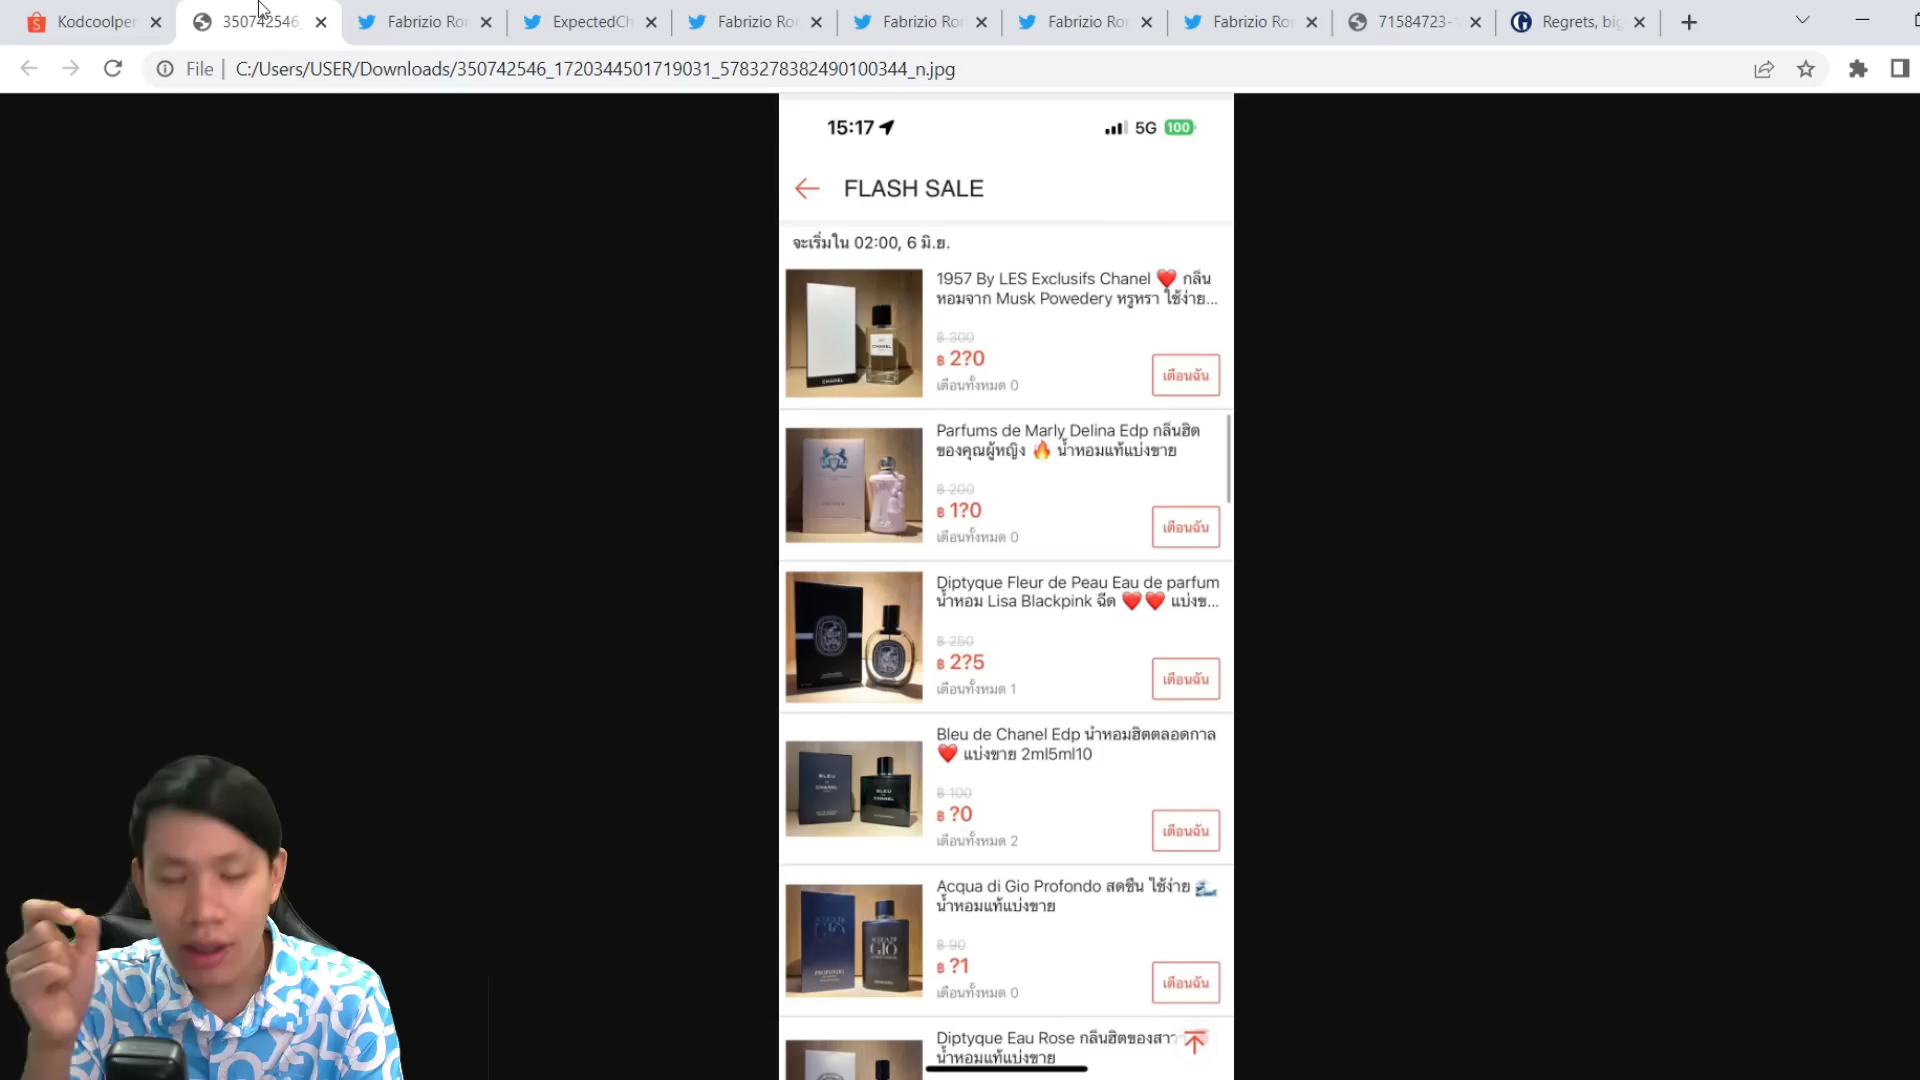 Kodcoolper
350742546_
Fabrizio Ro
ExpectedCh
Fabrizio Ro
Fabrizio Ro
Fabrizio Ro
Fabrizio Ro
71584723-
Regrets, big
File
C:/Users/USER/Downloads/350742546_1720344501719031_5783278382490100344_n.jpg
15:17
5G 100
FLASH SALE
จะเริ่มใน 02:00, 6 มิ.ย.
1957 By LES Exclusifs Chanel ❤️ กลิ่น
หอมจาก Musk Powedery หรูหรา ใช้ง่าย...
฿ 300
฿ 2?0
เตือนทั้งหมด 0
เตือนฉัน
Parfums de Marly Delina Edp กลิ่นฮิต
ของคุณผู้หญิง 🔥 น้ำหอมแท้แบ่งขาย
฿ 200
฿ 1?0
เตือนทั้งหมด 0
เตือนฉัน
Diptyque Fleur de Peau Eau de parfum
น้ำหอม Lisa Blackpink ฉีด ❤️❤️ แบ่งข...
฿ 250
฿ 2?5
เตือนทั้งหมด 1
เตือนฉัน
Bleu de Chanel Edp น้ำหอมฮิตตลอดกาล
❤️ แบ่งขาย 2ml5ml10
฿ 100
฿ ?0
เตือนทั้งหมด 2
เตือนฉัน
Acqua di Gio Profondo สดชื่น ใช้ง่าย 🌊
น้ำหอมแท้แบ่งขาย
฿ 90
฿ ?1
เตือนทั้งหมด 0
เตือนฉัน
Diptyque Eau Rose กลิ่นฮิตของสาว
น้ำหอมแท้แบ่งขาย
CHANEL
CHANEL
BLEU
CHANEL
BLEU
CHANEL
GIO
PROFONDO
ACQUA DI
GIO